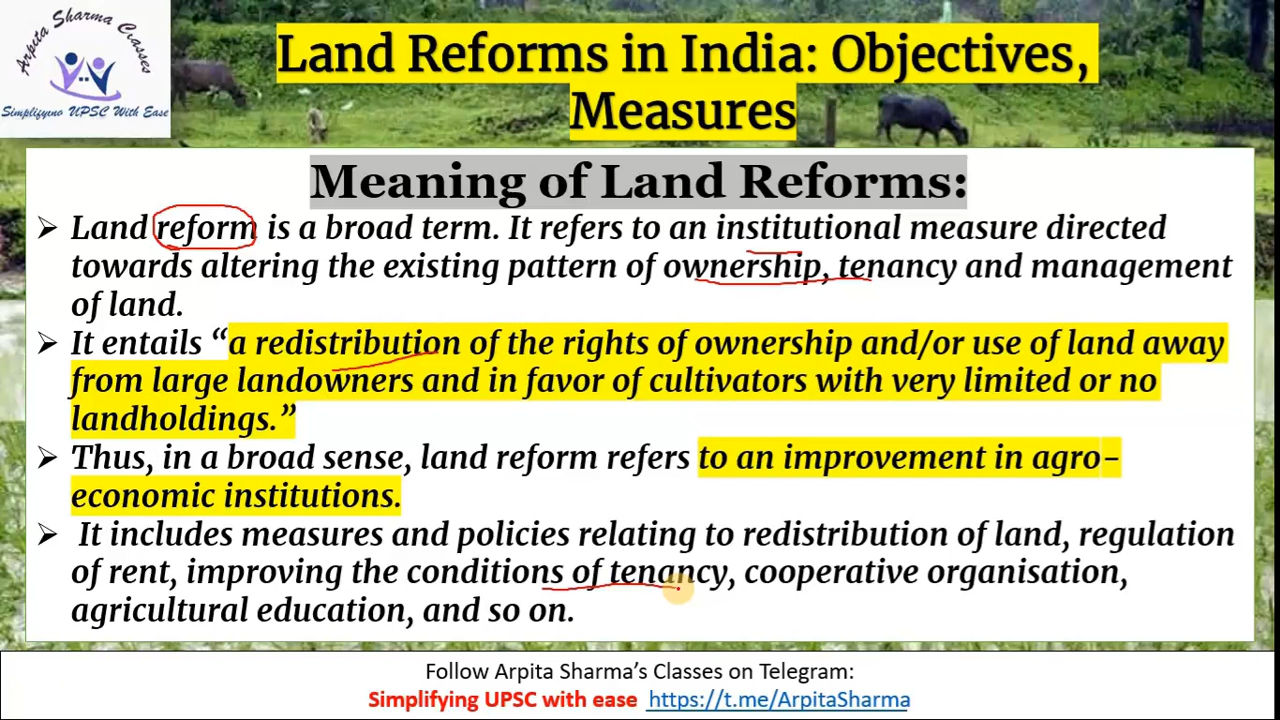 Arpita Sharma Classes
Simplifying UPSC With Ease
Land Reforms in India: Objectives,
Measures
Meaning of Land Reforms:
➢ Land reform is a broad term. It refers to an institutional measure directed
towards altering the existing pattern of ownership, tenancy and management
of land.
➢ It entails “a redistribution of the rights of ownership and/or use of land away
from large landowners and in favor of cultivators with very limited or no
landholdings.”
➢ Thus, in a broad sense, land reform refers to an improvement in agro-
economic institutions.
➢ It includes measures and policies relating to redistribution of land, regulation
of rent, improving the conditions of tenancy, cooperative organisation,
agricultural education, and so on.
Follow Arpita Sharma’s Classes on Telegram:
Simplifying UPSC with ease https://t.me/ArpitaSharma